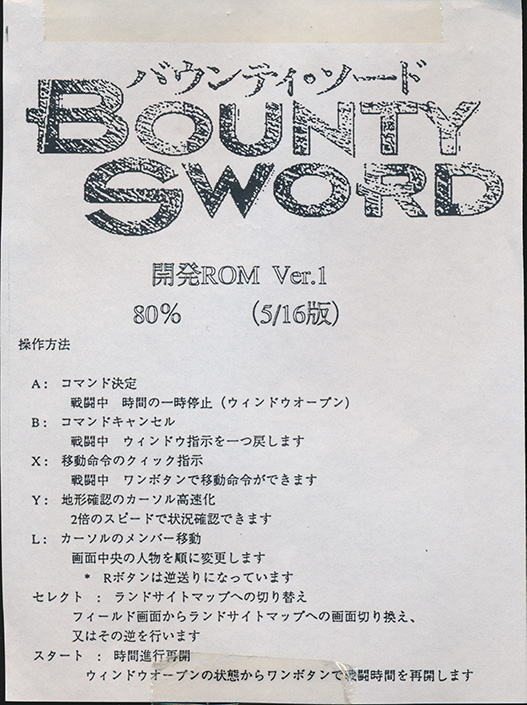 バウンティ・ソード
BOUNTY
SWORD
開発ROM Ver.1
80% (5/16版)
操作方法
A: コマンド決定
戦闘中 時間の一時停止(ウィンドウオープン)
B: コマンドキャンセル
戦闘中 ウィンドウ指示を一つ戻します
X: 移動命令のクィック指示
戦闘中 ワンボタンで移動命令ができます
Y: 地形確認のカーソル高速化
2倍のスピードで状況確認できます
L: カーソルのメンバー移動
画面中央の人物を順に変更します
* Rボタンは逆送りになっています
セレクト : ランドサイトマップへの切り替え
フィールド画面からランドサイトマップへの画面切り換え、
又はその逆を行います
スタート : 時間進行再開
ウィンドウオープンの状態からワンボタンで戦闘時間を再開します